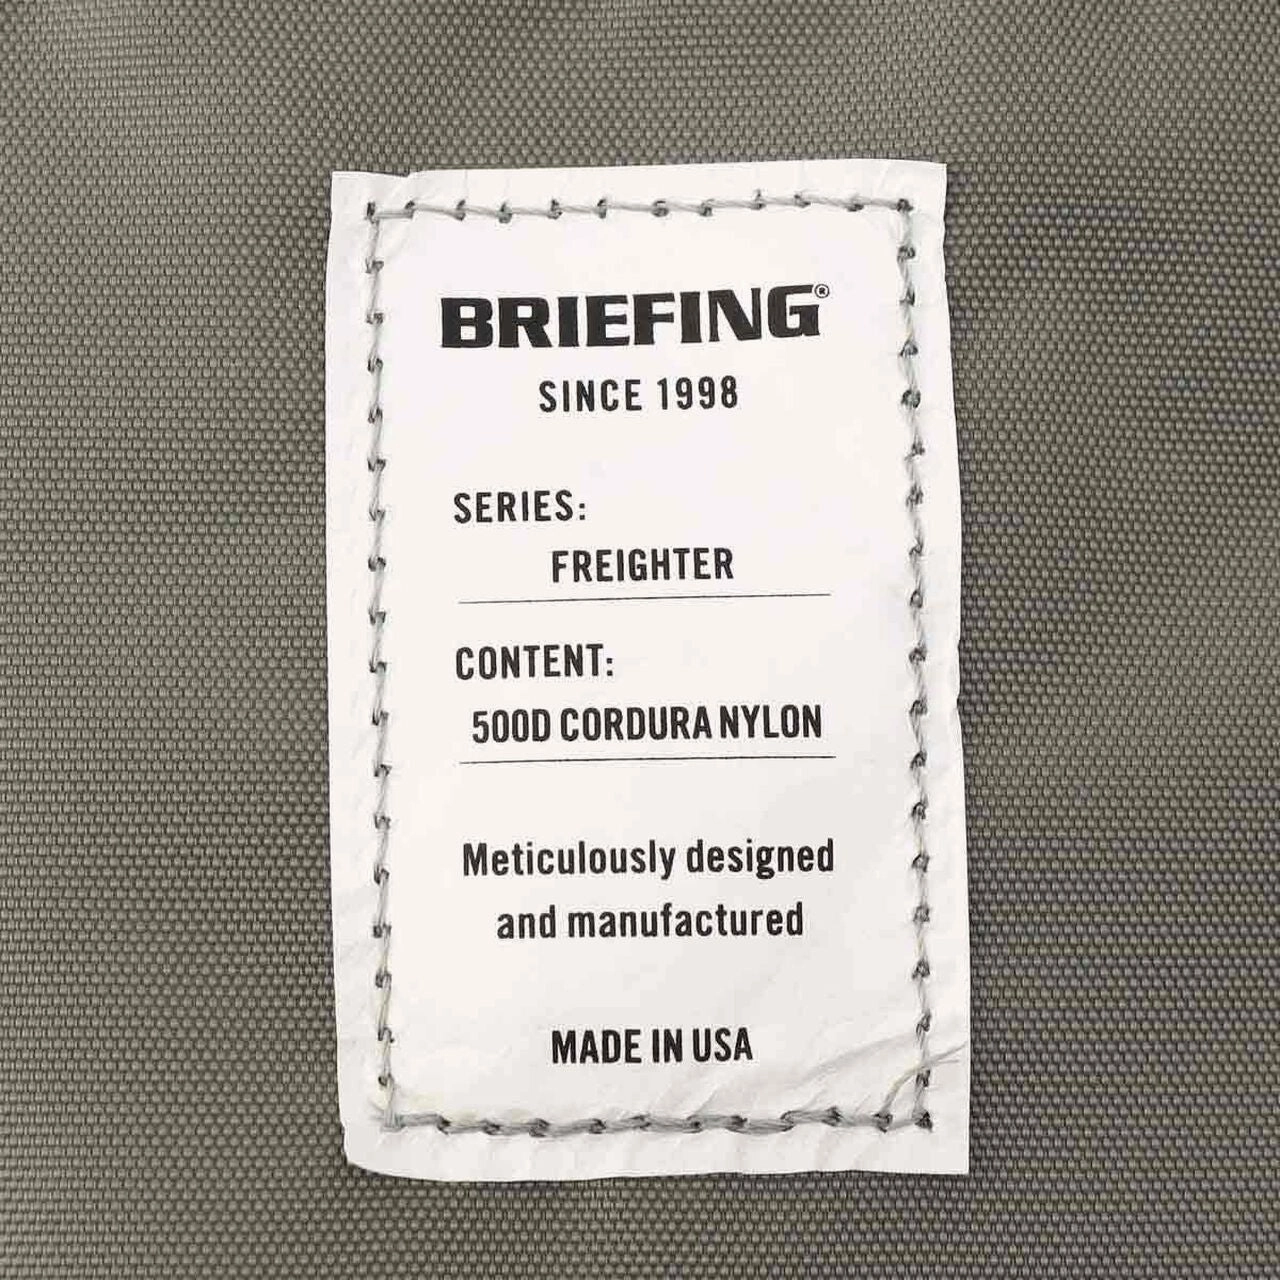 BRIEFING®
SINCE 1998
SERIES:
FREIGHTER
CONTENT:
500D CORDURA NYLON
Meticulously designed
and manufactured
MADE IN USA